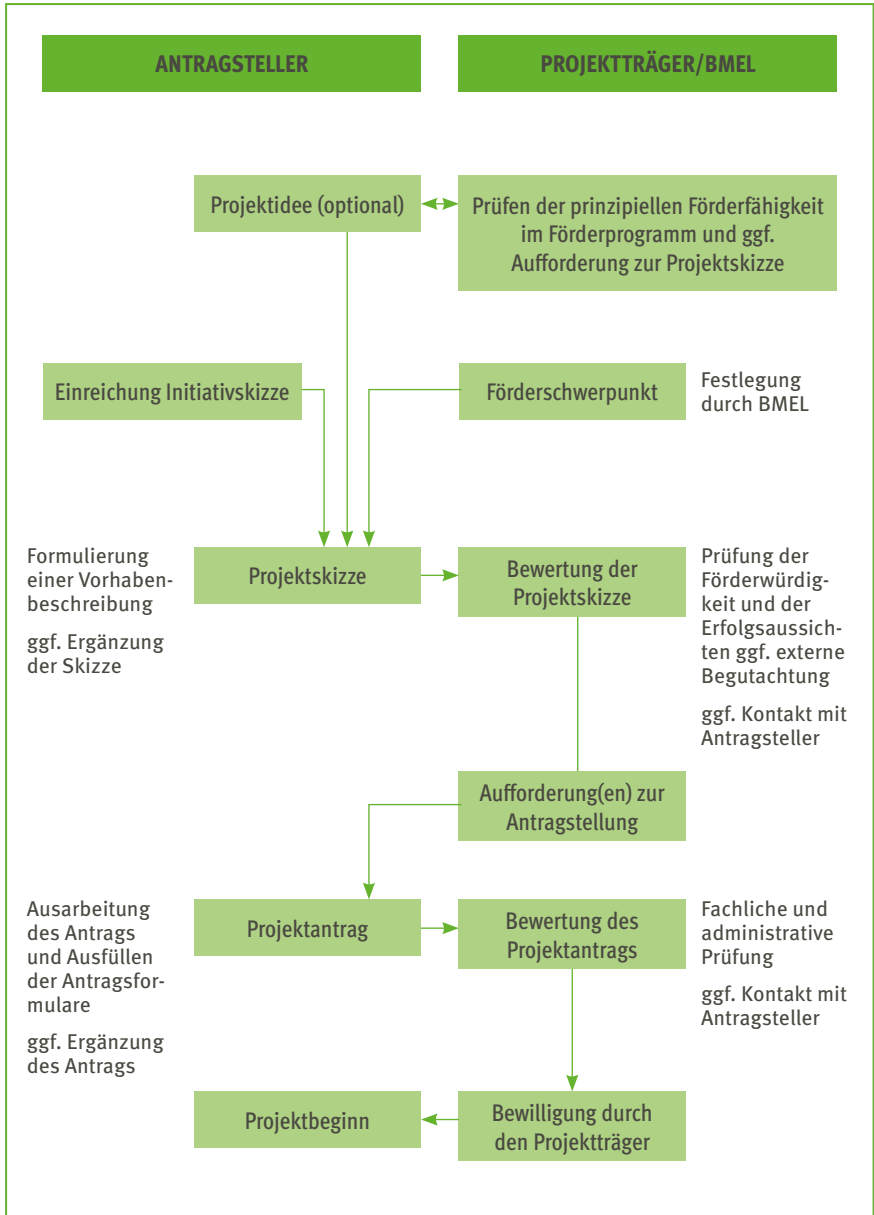 ANTRAGSTELLER
PROJEKTTRÄGER/BMEL
Projektidee (optional)
Prüfen der prinzipiellen Förderfähigkeit
im Förderprogramm und ggf.
Aufforderung zur Projektskizze
Einreichung Initiativskizze
Förderschwerpunkt
Festlegung
durch BMEL
Formulierung
einer Vorhaben-
beschreibung
ggf. Ergänzung
der Skizze
Projektskizze
Bewertung der
Projektskizze
Prüfung der
Förderwürdig-
keit und der
Erfolgsaussich-
ten ggf. externe
Begutachtung
ggf. Kontakt mit
Antragsteller
Aufforderung(en) zur
Antragstellung
Ausarbeitung
des Antrags
und Ausfüllen
der Antragsfor-
mulare
ggf. Ergänzung
des Antrags
Projektantrag
Bewertung des
Projektantrags
Fachliche und
administrative
Prüfung
ggf. Kontakt mit
Antragsteller
Projektbeginn
Bewilligung durch
den Projektträger